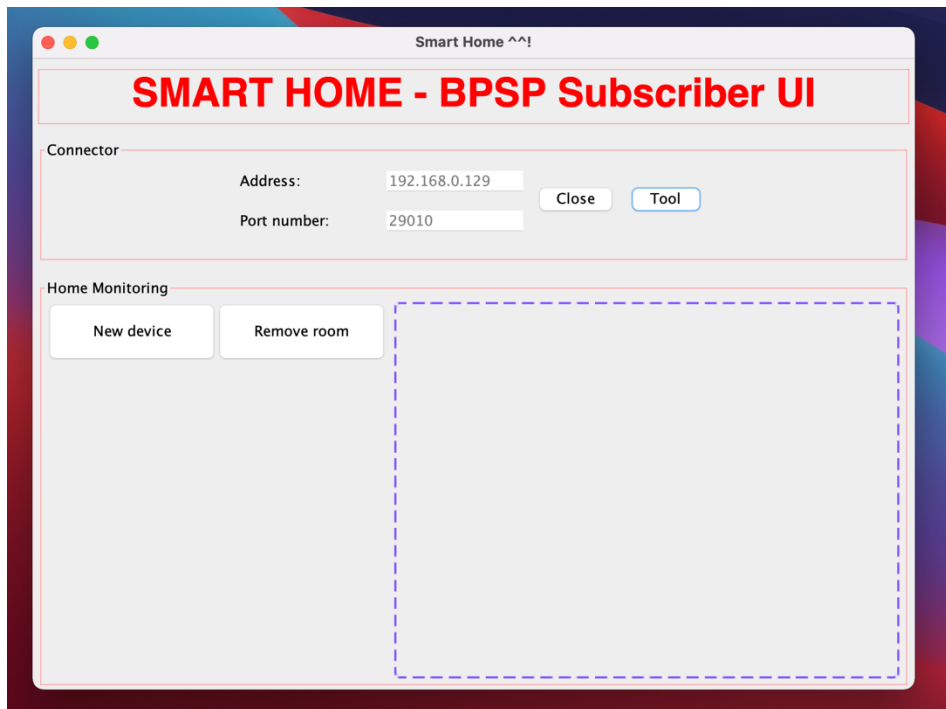 Smart Home ^^!
SMART HOME - BPSP Subscriber UI
Connector
Address: 192.168.0.129
Close Tool
Port number: 29010
Home Monitoring
New device Remove room